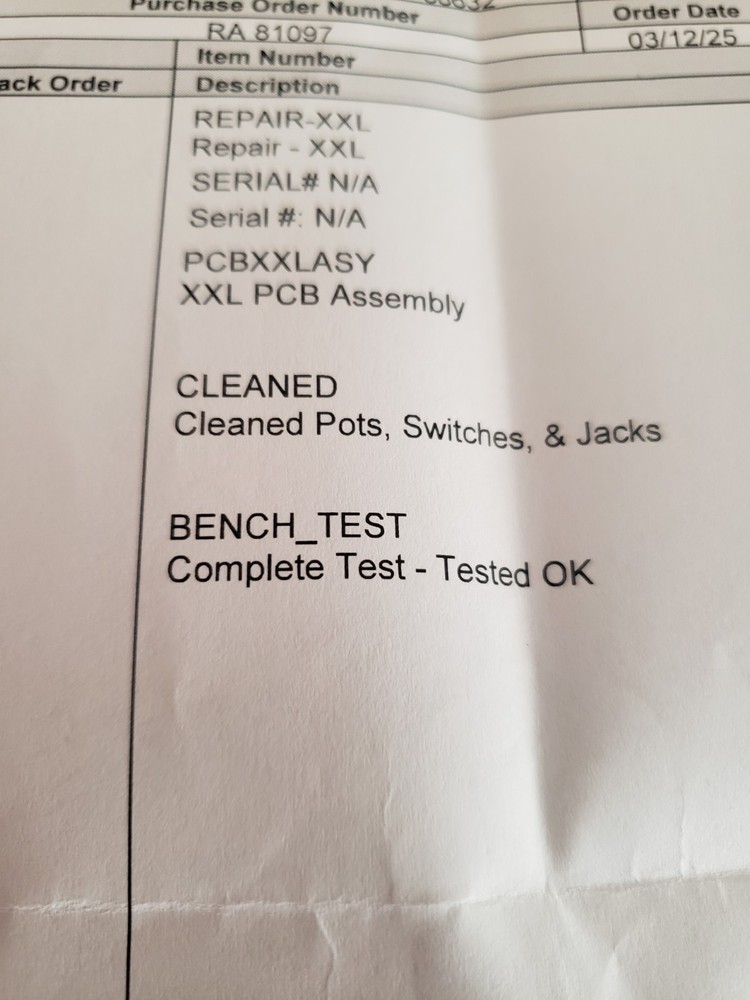 Purchase Order Number
Order Date
RA 81097
03/12/25
Item Number
ack Order
Description
REPAIR-XXL
Repair - XXL
SERIAL# N/A
Serial #: N/A
PCBXXLASY
XXL PCB Assembly
CLEANED
Cleaned Pots, Switches, & Jacks
BENCH_TEST
Complete Test - Tested OK